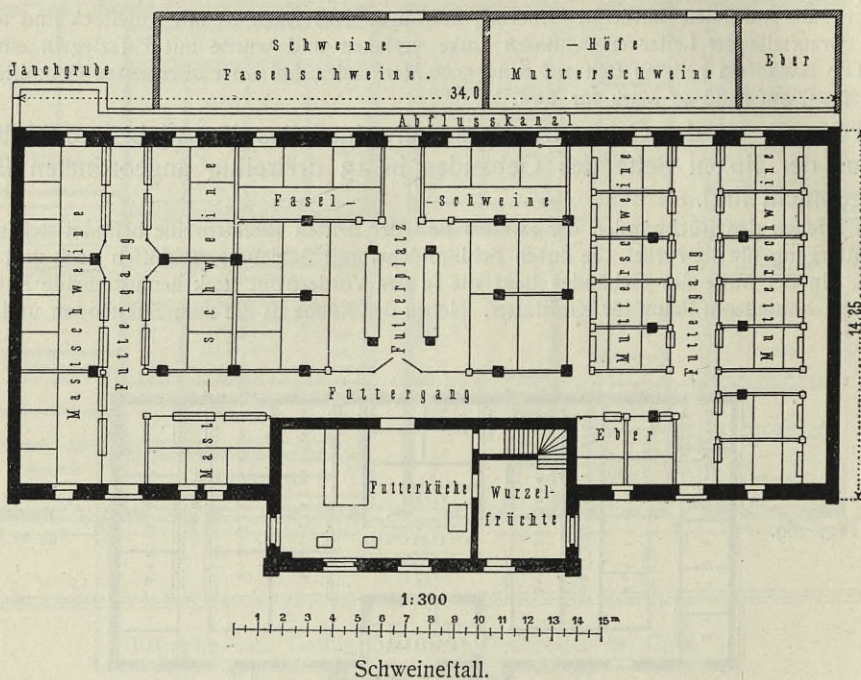 Schweine - Höfe
Jauchgrube Faselschweine. Mutterschweine Eber
34,0
Abflusskanal
Fasel -Schweine
Mastschweine
Futtergang
Mast-schweine
Futterplatz
Mutterschweine
Futtergang
Mutterschweine
14,25
Futtergang
Eber
Futterküche
Wurzel-
früchte
1:300
1 2 3 4 5 6 7 8 9 10 11 12 13 14 15m
Schweineſtall.